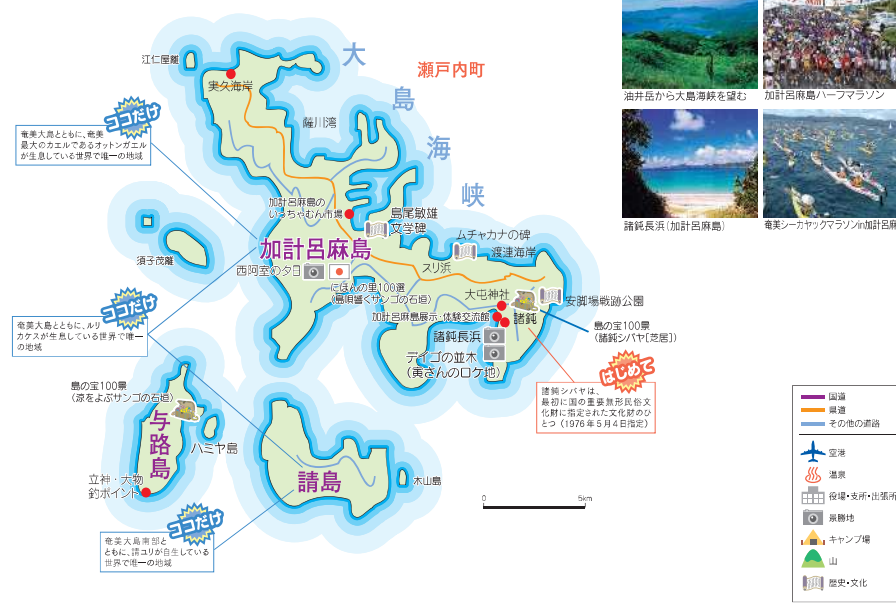 大島海峡
瀬戸内町
江仁屋離
実久海岸
薩川湾
ココだけ
奄美大島とともに、奄美
最大のカエルであるオットンガエル
が生息している世界で唯一の地域
加計呂麻島の
いっちゃむん市場
島尾敏雄
文学碑
須子茂離
加計呂麻島
西阿室の夕日
にほんの里100選
(島唄響くサンゴの石垣)
ムチャカナの碑
渡連海岸
スリ浜
大屯神社
安脚場戦跡公園
加計呂麻島展示・体験交流館
諸鈍
諸鈍長浜
デイゴの並木
(寅さんのロケ地)
島の宝100景
(諸鈍シバヤ[芝居])
はじめて
諸鈍シバヤは、
最初に国の重要無形民俗文
化財に指定された文化財のひ
とつ(1976年5月4日指定)
ココだけ
奄美大島とともに、ルリ
カケスが生息している世界で唯一
の地域
島の宝100景
(涼をよぶサンゴの石垣)
与路島
ハミヤ島
立神・大物
釣ポイント
請島
木山島
ココだけ
奄美大島南部と
ともに、請ユリが自生している
世界で唯一の地域
0 5km
油井岳から大島海峡を望む
加計呂麻島ハーフマラソン
諸鈍長浜(加計呂麻島)
奄美シーカヤックマラソンin加計呂麻
国道
県道
その他の道路
空港
温泉
役場・支所・出張所
景勝地
キャンプ場
山
歴史・文化